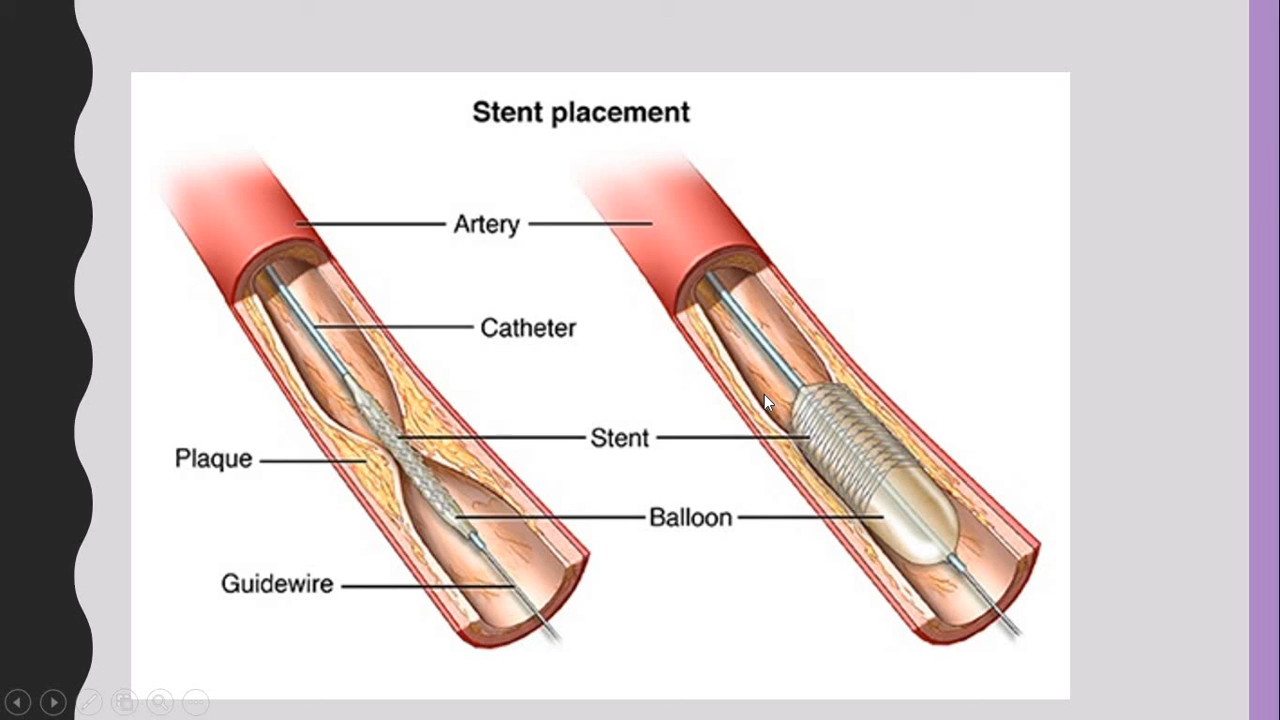 Stent placement
Artery
Catheter
Stent
Plaque
Balloon
Guidewire